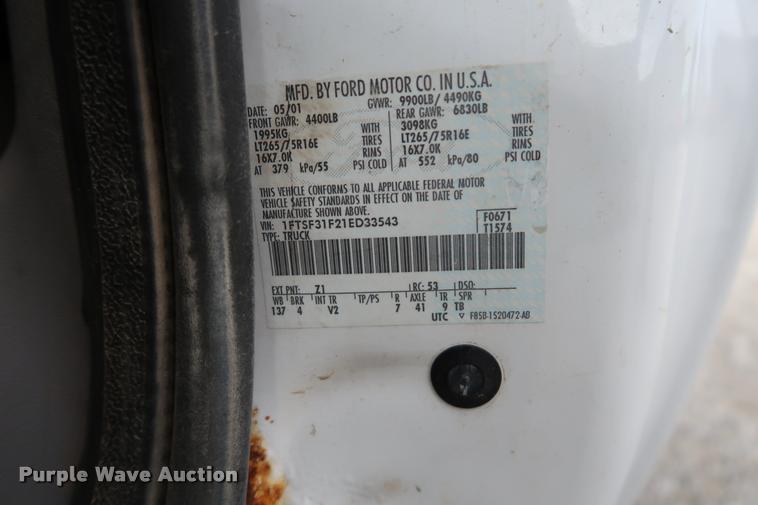 MFD. BY FORD MOTOR CO. IN U.S.A.
DATE: 05/01 GVWR: 9900LB/ 4490KG
FRONT GAWR: 4400LB REAR GAWR: 6830LB
1995KG WITH 3098KG WITH
LT265/75R16E TIRES LT265/75R16E TIRES
16X7.0K RIMS 16X7.0K RIMS
AT 379 kPa/55 PSI COLD AT 552 kPa/80 PSI COLD
THIS VEHICLE CONFORMS TO ALL APPLICABLE FEDERAL MOTOR
VEHICLE SAFETY STANDARDS IN EFFECT ON THE DATE OF
MANUFACTURE SHOWN ABOVE.
VIN: 1FTSF31F21ED33543 F0671
TYPE: TRUCK T1574
EXT PNT: Z1 RC: 53 DSO:
WB BRK INT TR TP/PS R AXLE TR SPR
137 4 V2 7 41 9 TB
UTC F85B-1520472-AB
Purple Wave Auction